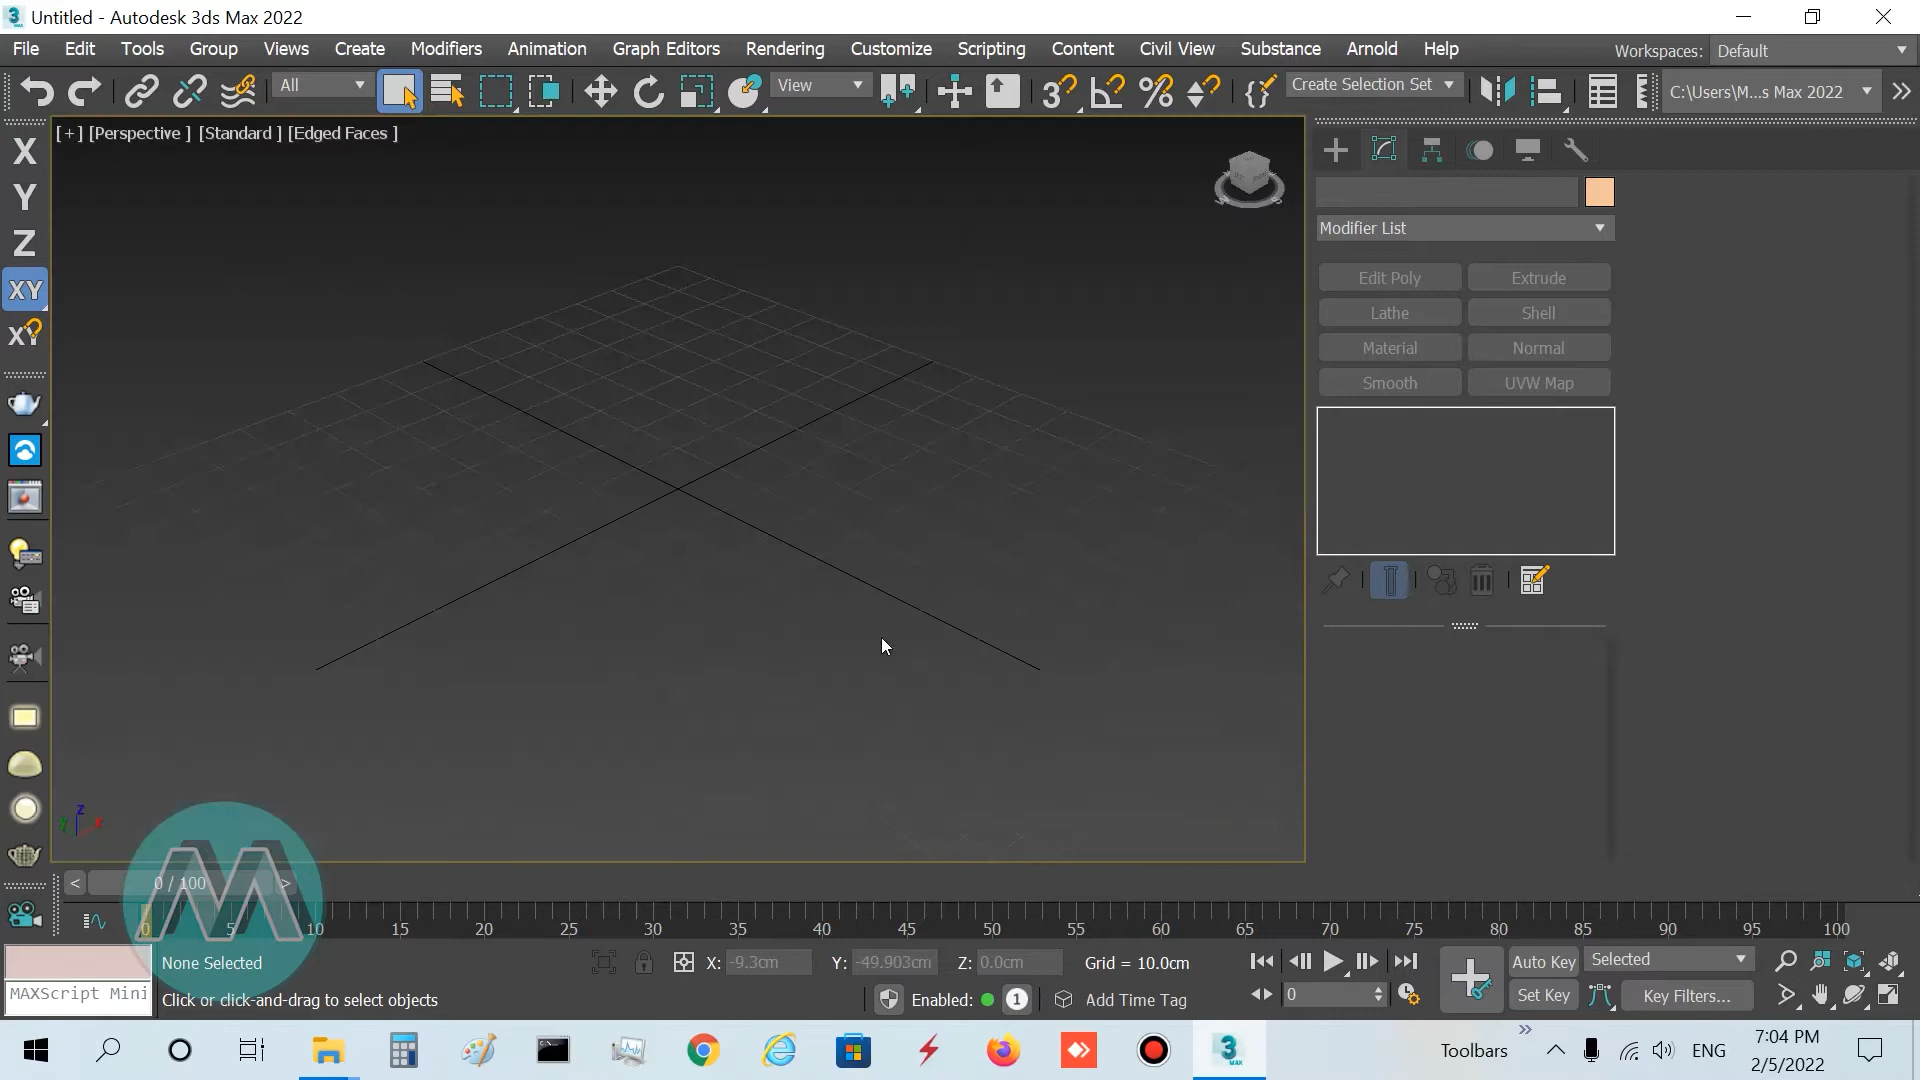 Untitled - Autodesk 3ds Max 2022
File Edit Tools Group Views Create Modifiers Animation Graph Editors Rendering Customize Scripting Content Civil View Substance Arnold Help Workspaces: Default
All View Create Selection Set C:\Users\M...s Max 2022
[+] [Perspective ] [Standard ] [Edged Faces ]
X
Y
Z
XY
XY
Modifier List
Edit Poly Extrude
Lathe Shell
Material Normal
Smooth UVW Map
z
x
y
< 0 / 100 >
0 5 10 15 20 25 30 35 40 45 50 55 60 65 70 75 80 85 90 95 100
None Selected X: -9.3cm Y: -49.903cm Z: 0.0cm Grid = 10.0cm Auto Key Selected
MAXScript Mini Click or click-and-drag to select objects Enabled: 1 Add Time Tag 0 Set Key Key Filters...
Toolbars ENG 7:04 PM
2/5/2022